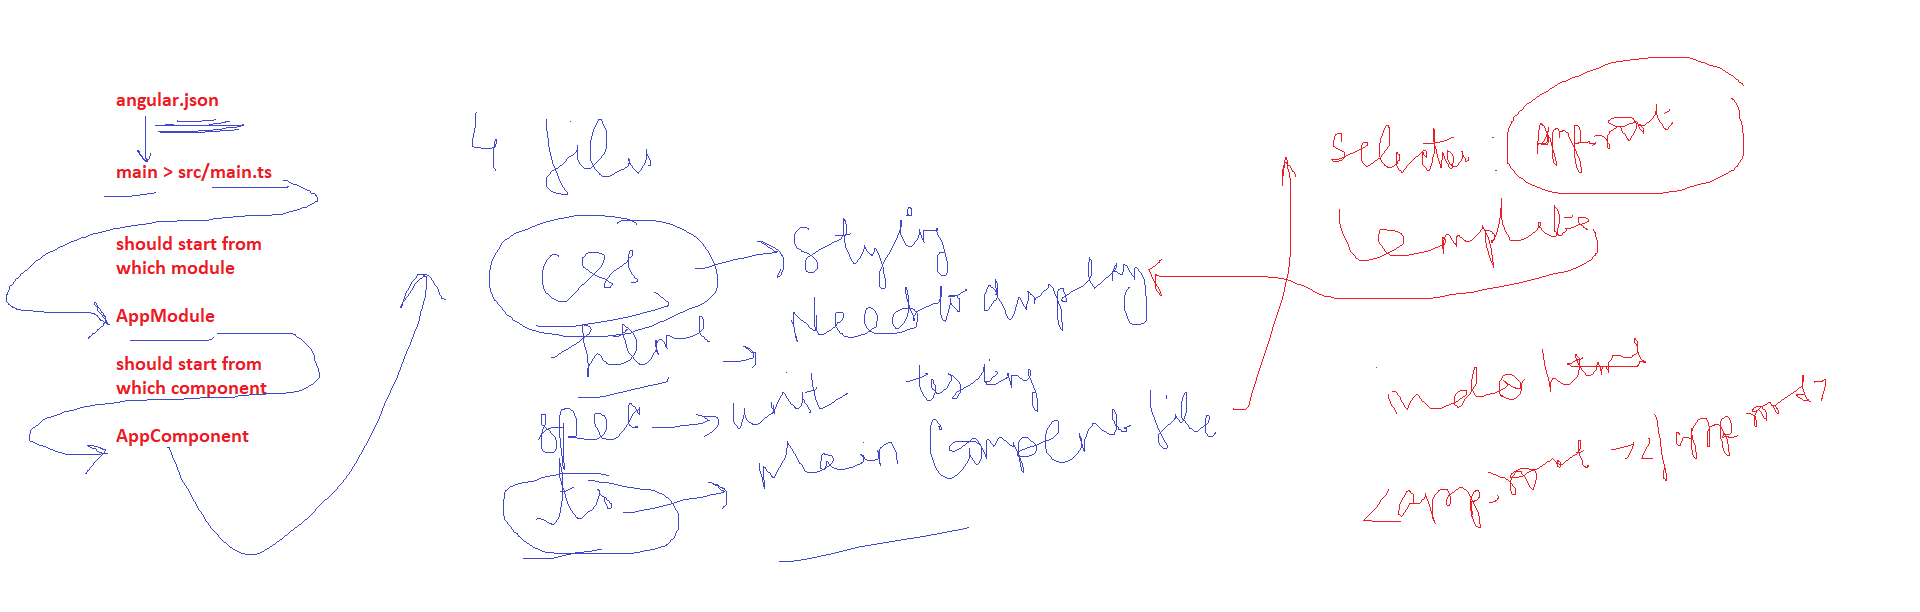 angular.json
main > src/main.ts
should start from
which module
AppModule
should start from
which component
AppComponent
4 files
css
styling
html
Need to display
spec
unit testing
ts
Main Component file
selector : app-root
template
index html
<app-root></app root>